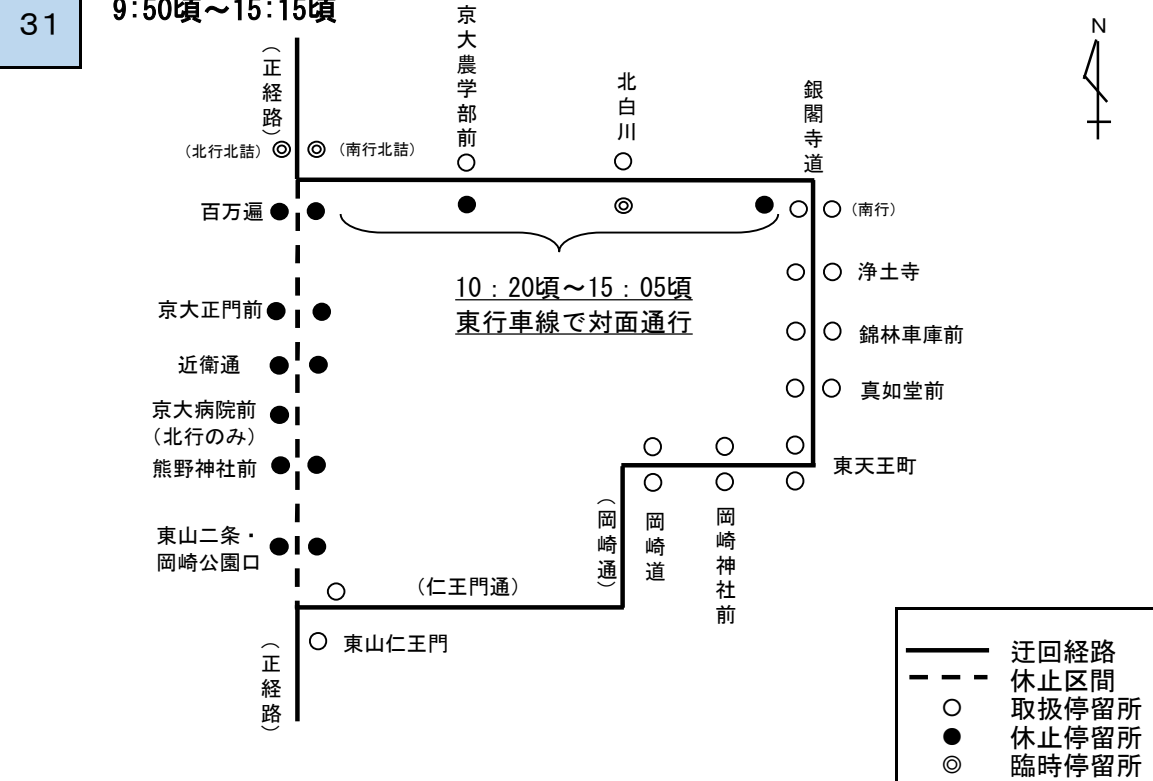 31
9:50頃～15:15頃
N
(正経路)
京大農学部前
北白川
銀閣寺道
(北行北詰)
(南行北詰)
百万遍
(南行)
浄土寺
10：20頃～15：05頃
東行車線で対面通行
京大正門前
錦林車庫前
近衛通
真如堂前
京大病院前
(北行のみ)
熊野神社前
東天王町
(岡崎通)
岡崎道
岡崎神社前
東山二条・
岡崎公園口
(仁王門通)
東山仁王門
(正経路)
迂回経路
休止区間
取扱停留所
休止停留所
臨時停留所